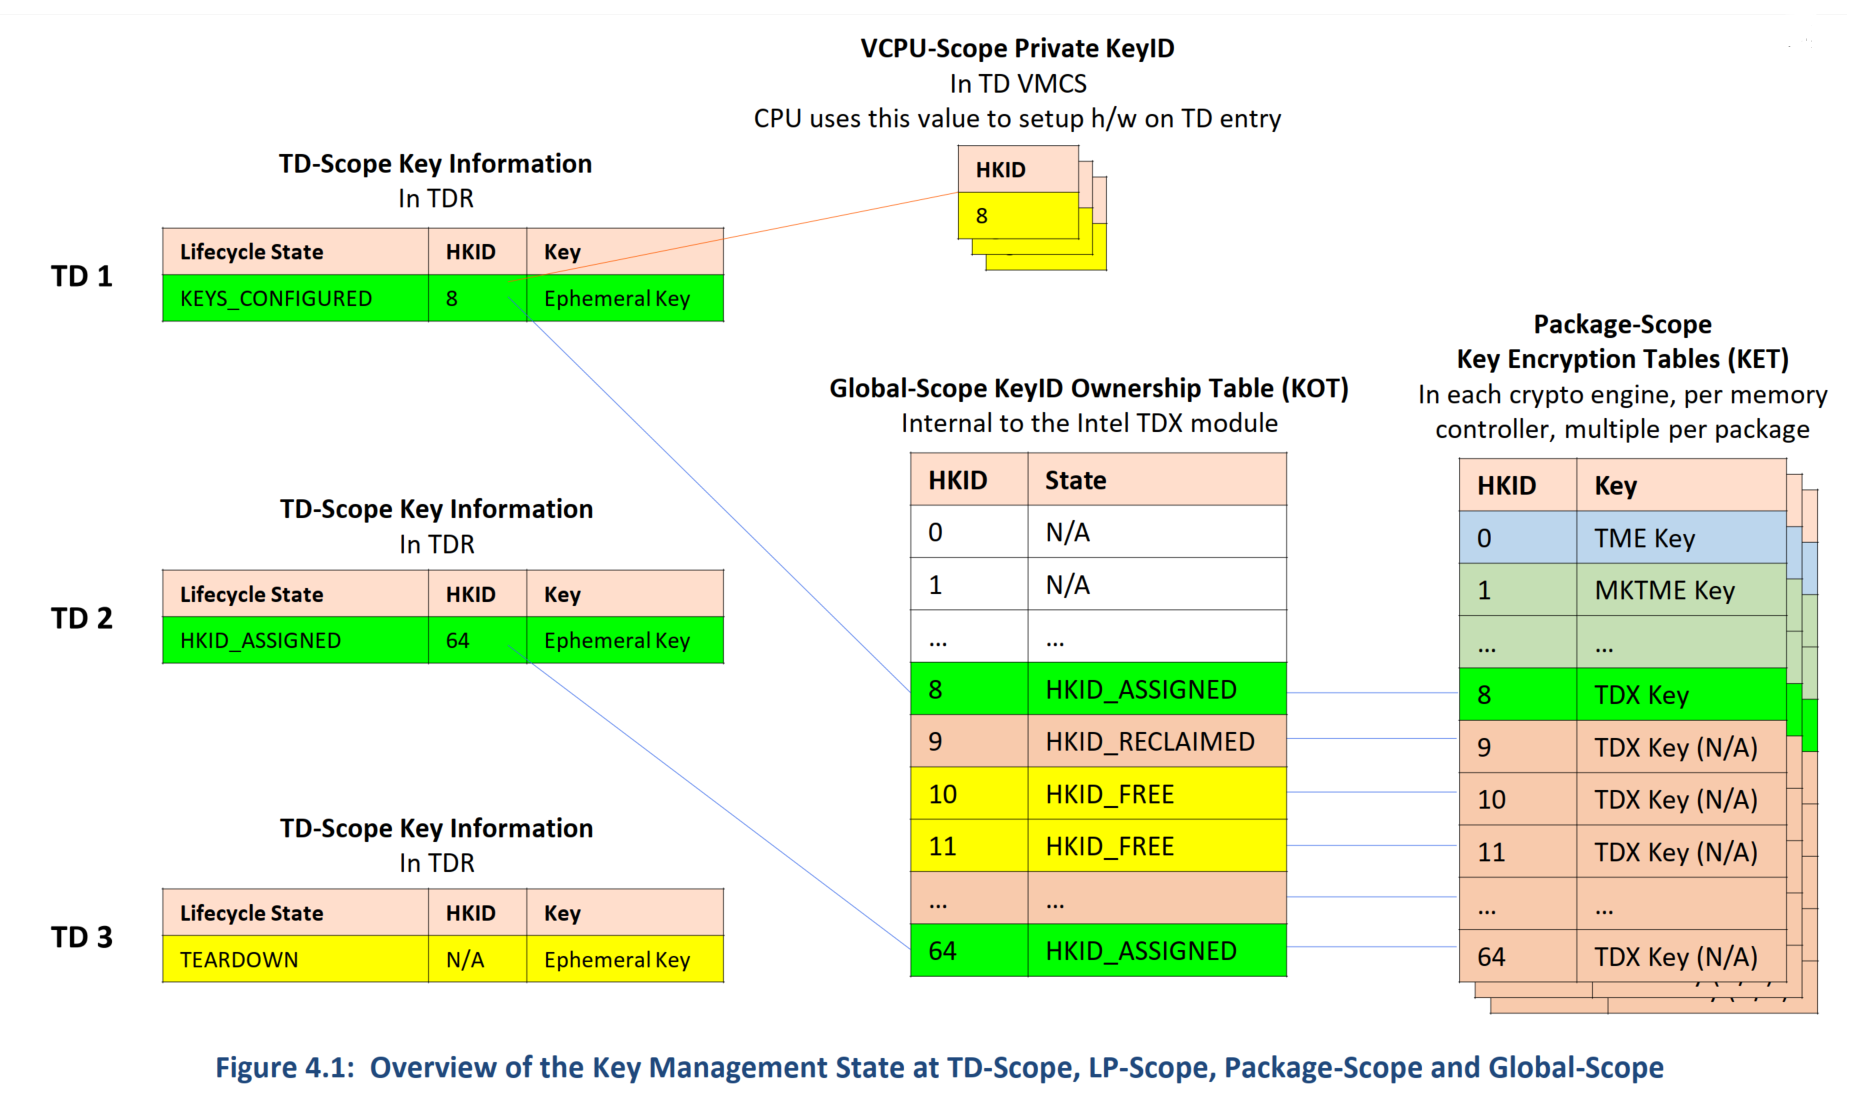 VCPU-Scope Private KeyID
In TD VMCS
CPU uses this value to setup h/w on TD entry
HKID
8
TD-Scope Key Information
In TDR
TD 1
Lifecycle State HKID Key
KEYS_CONFIGURED 8 Ephemeral Key
TD-Scope Key Information
In TDR
TD 2
Lifecycle State HKID Key
HKID_ASSIGNED 64 Ephemeral Key
TD-Scope Key Information
In TDR
TD 3
Lifecycle State HKID Key
TEARDOWN N/A Ephemeral Key
Global-Scope KeyID Ownership Table (KOT)
Internal to the Intel TDX module
HKID State
0 N/A
1 N/A
... ...
8 HKID_ASSIGNED
9 HKID_RECLAIMED
10 HKID_FREE
11 HKID_FREE
... ...
64 HKID_ASSIGNED
Package-Scope
Key Encryption Tables (KET)
In each crypto engine, per memory
controller, multiple per package
HKID Key
0 TME Key
1 MKTME Key
... ...
8 TDX Key
9 TDX Key (N/A)
10 TDX Key (N/A)
11 TDX Key (N/A)
... ...
64 TDX Key (N/A)
Figure 4.1: Overview of the Key Management State at TD-Scope, LP-Scope, Package-Scope and Global-Scope